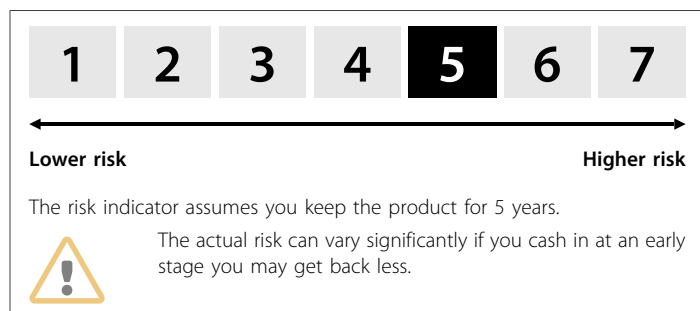 1 2 3 4 5 6 7
Lower risk Higher risk
The risk indicator assumes you keep the product for 5 years.
The actual risk can vary significantly if you cash in at an early
stage you may get back less.